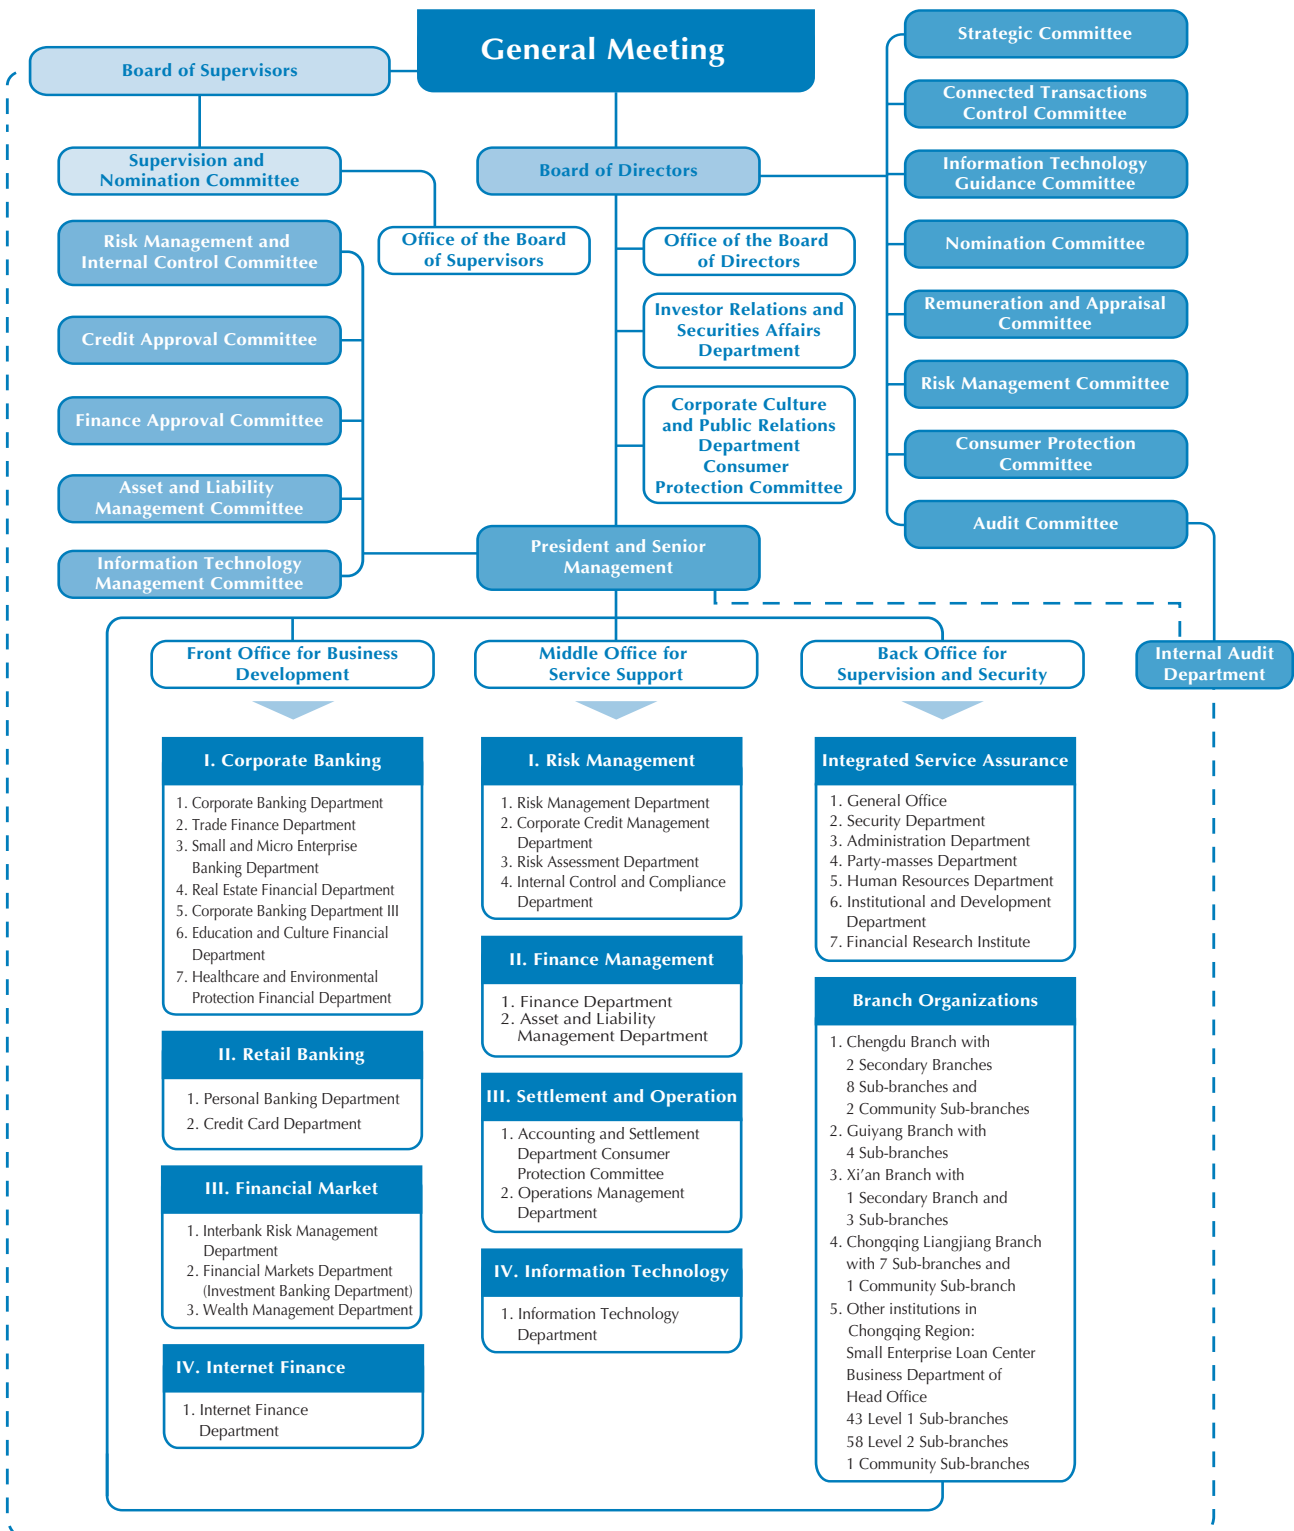 General Meeting
Board of Supervisors
Supervision and
Nomination Committee
Office of the Board
of Supervisors
Board of Directors
Strategic Committee
Connected Transactions
Control Committee
Information Technology
Guidance Committee
Nomination Committee
Remuneration and Appraisal
Committee
Risk Management Committee
Consumer Protection
Committee
Audit Committee
Office of the Board
of Directors
Investor Relations and
Securities Affairs
Department
Corporate Culture
and Public Relations
Department
Consumer
Protection Committee
Risk Management and
Internal Control Committee
Credit Approval Committee
Finance Approval Committee
Asset and Liability
Management Committee
Information Technology
Management Committee
President and Senior
Management
Front Office for Business
Development
Middle Office for
Service Support
Back Office for
Supervision and Security
Internal Audit
Department
I. Corporate Banking
1. Corporate Banking Department
2. Trade Finance Department
3. Small and Micro Enterprise
Banking Department
4. Real Estate Financial Department
5. Corporate Banking Department III
6. Education and Culture Financial
Department
7. Healthcare and Environmental
Protection Financial Department
II. Retail Banking
1. Personal Banking Department
2. Credit Card Department
III. Financial Market
1. Interbank Risk Management
Department
2. Financial Markets Department
(Investment Banking Department)
3. Wealth Management Department
IV. Internet Finance
1. Internet Finance
Department
I. Risk Management
1. Risk Management Department
2. Corporate Credit Management
Department
3. Risk Assessment Department
4. Internal Control and Compliance
Department
II. Finance Management
1. Finance Department
2. Asset and Liability
Management Department
III. Settlement and Operation
1. Accounting and Settlement
Department Consumer
Protection Committee
2. Operations Management
Department
IV. Information Technology
1. Information Technology
Department
Integrated Service Assurance
1. General Office
2. Security Department
3. Administration Department
4. Party-masses Department
5. Human Resources Department
6. Institutional and Development
Department
7. Financial Research Institute
Branch Organizations
1. Chengdu Branch with
2 Secondary Branches
8 Sub-branches and
2 Community Sub-branches
2. Guiyang Branch with
4 Sub-branches
3. Xi'an Branch with
1 Secondary Branch and
3 Sub-branches
4. Chongqing Liangjiang Branch
with 7 Sub-branches and
1 Community Sub-branch
5. Other institutions in
Chongqing Region:
Small Enterprise Loan Center
Business Department of
Head Office
43 Level 1 Sub-branches
58 Level 2 Sub-branches
1 Community Sub-branches